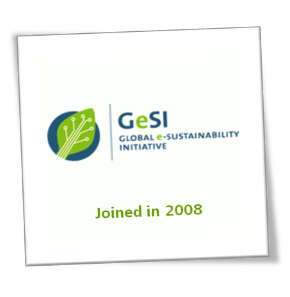 GeSI
GLOBAL e-SUSTAINABILITY
INITIATIVE
Joined in 2008